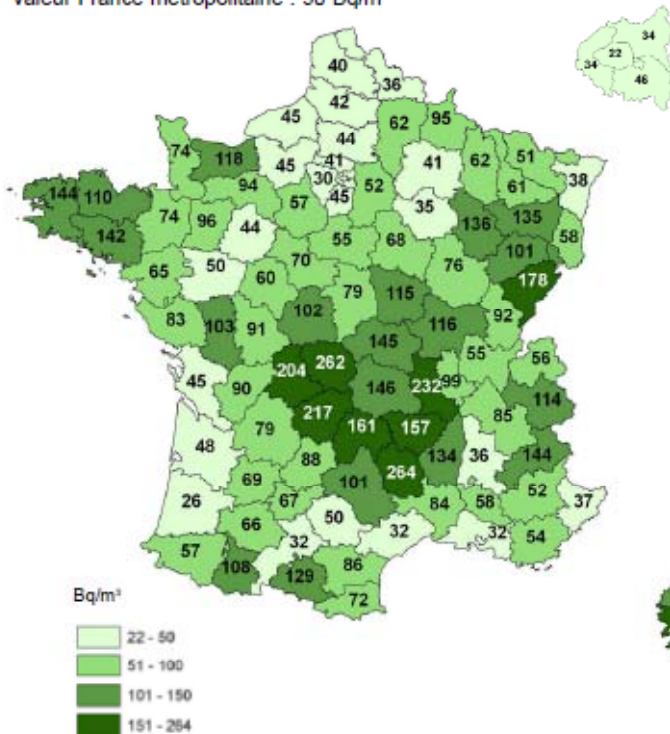 Valeur France métropolitaine : Bq/m
34
34 22
46
40
36
42
45 62 95
44
74 118 45 41 41 62 51
30 38
94 45 52 61
144 110 57 35 136 135
74 96 44
142 55 68 101 58
65 50 60 70 76 178
79 115
83 103 91 102 116 92
145 55 56
45 90 204 262 146 232 99 114
217 85
48 79 161 157
88 134 36 144
69 101 264 52
26 67 84 58 37
66 50
32 32 32 54
57 108 129 86
72
Bq/m³
22 - 50
51 - 100
101 - 150
151 - 264